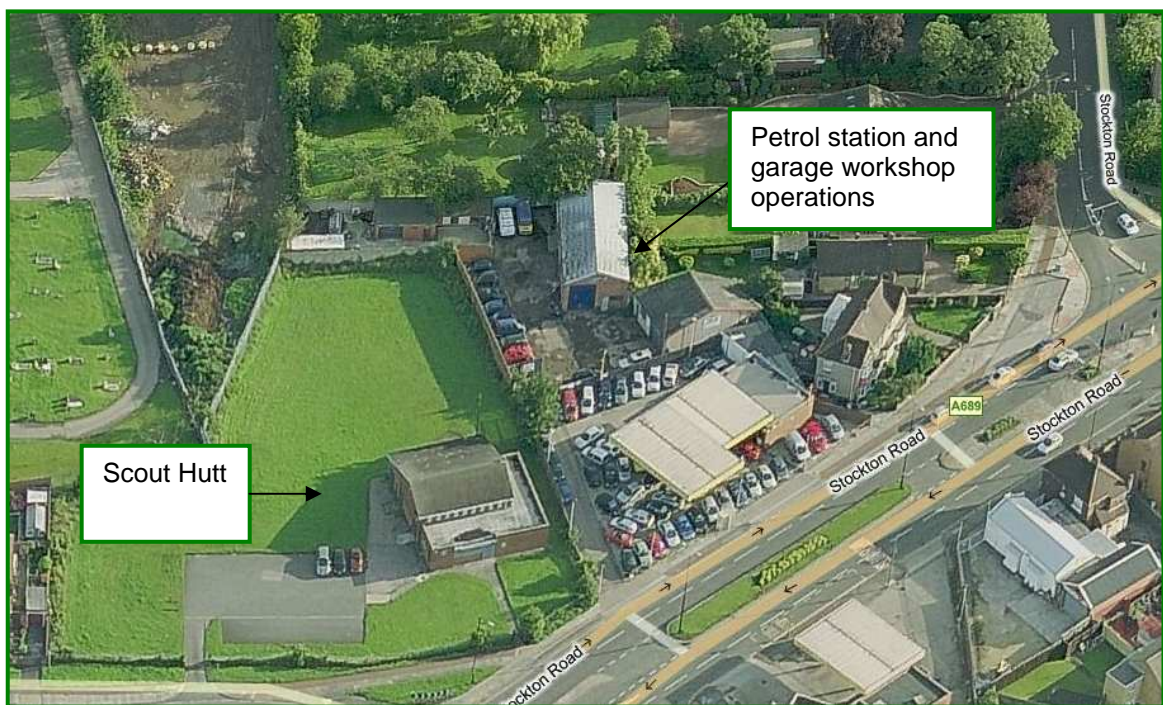 Stockton Road
Petrol station and
garage workshop
operations
A689
Stockton Road
Stockton Road
Scout Hutt
Stockton Road